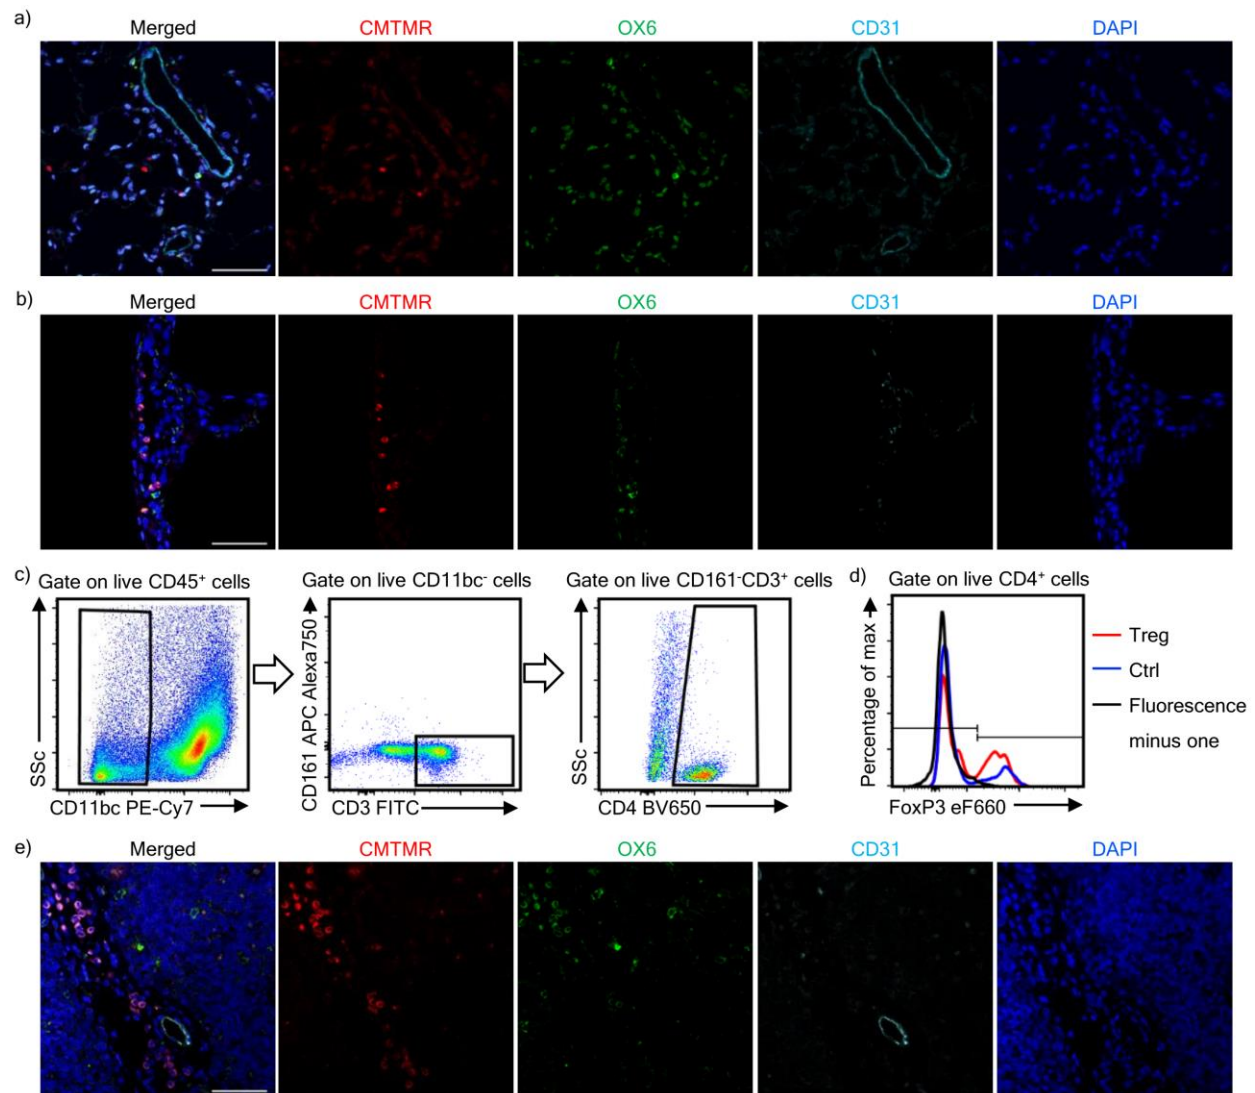 a)
Merged CMTMR OX6 CD31 DAPI
b)
Merged CMTMR OX6 CD31 DAPI
c)
Gate on live CD45⁺ cells
SSc
CD11bc PE-Cy7
Gate on live CD11bc⁻ cells
CD161 APC Alexa750
CD3 FITC
Gate on live CD161⁻CD3⁺ cells
SSc
CD4 BV650
d)
Gate on live CD4⁺ cells
Percentage of max
FoxP3 eF660
Treg
Ctrl
Fluorescence
minus one
e)
Merged CMTMR OX6 CD31 DAPI